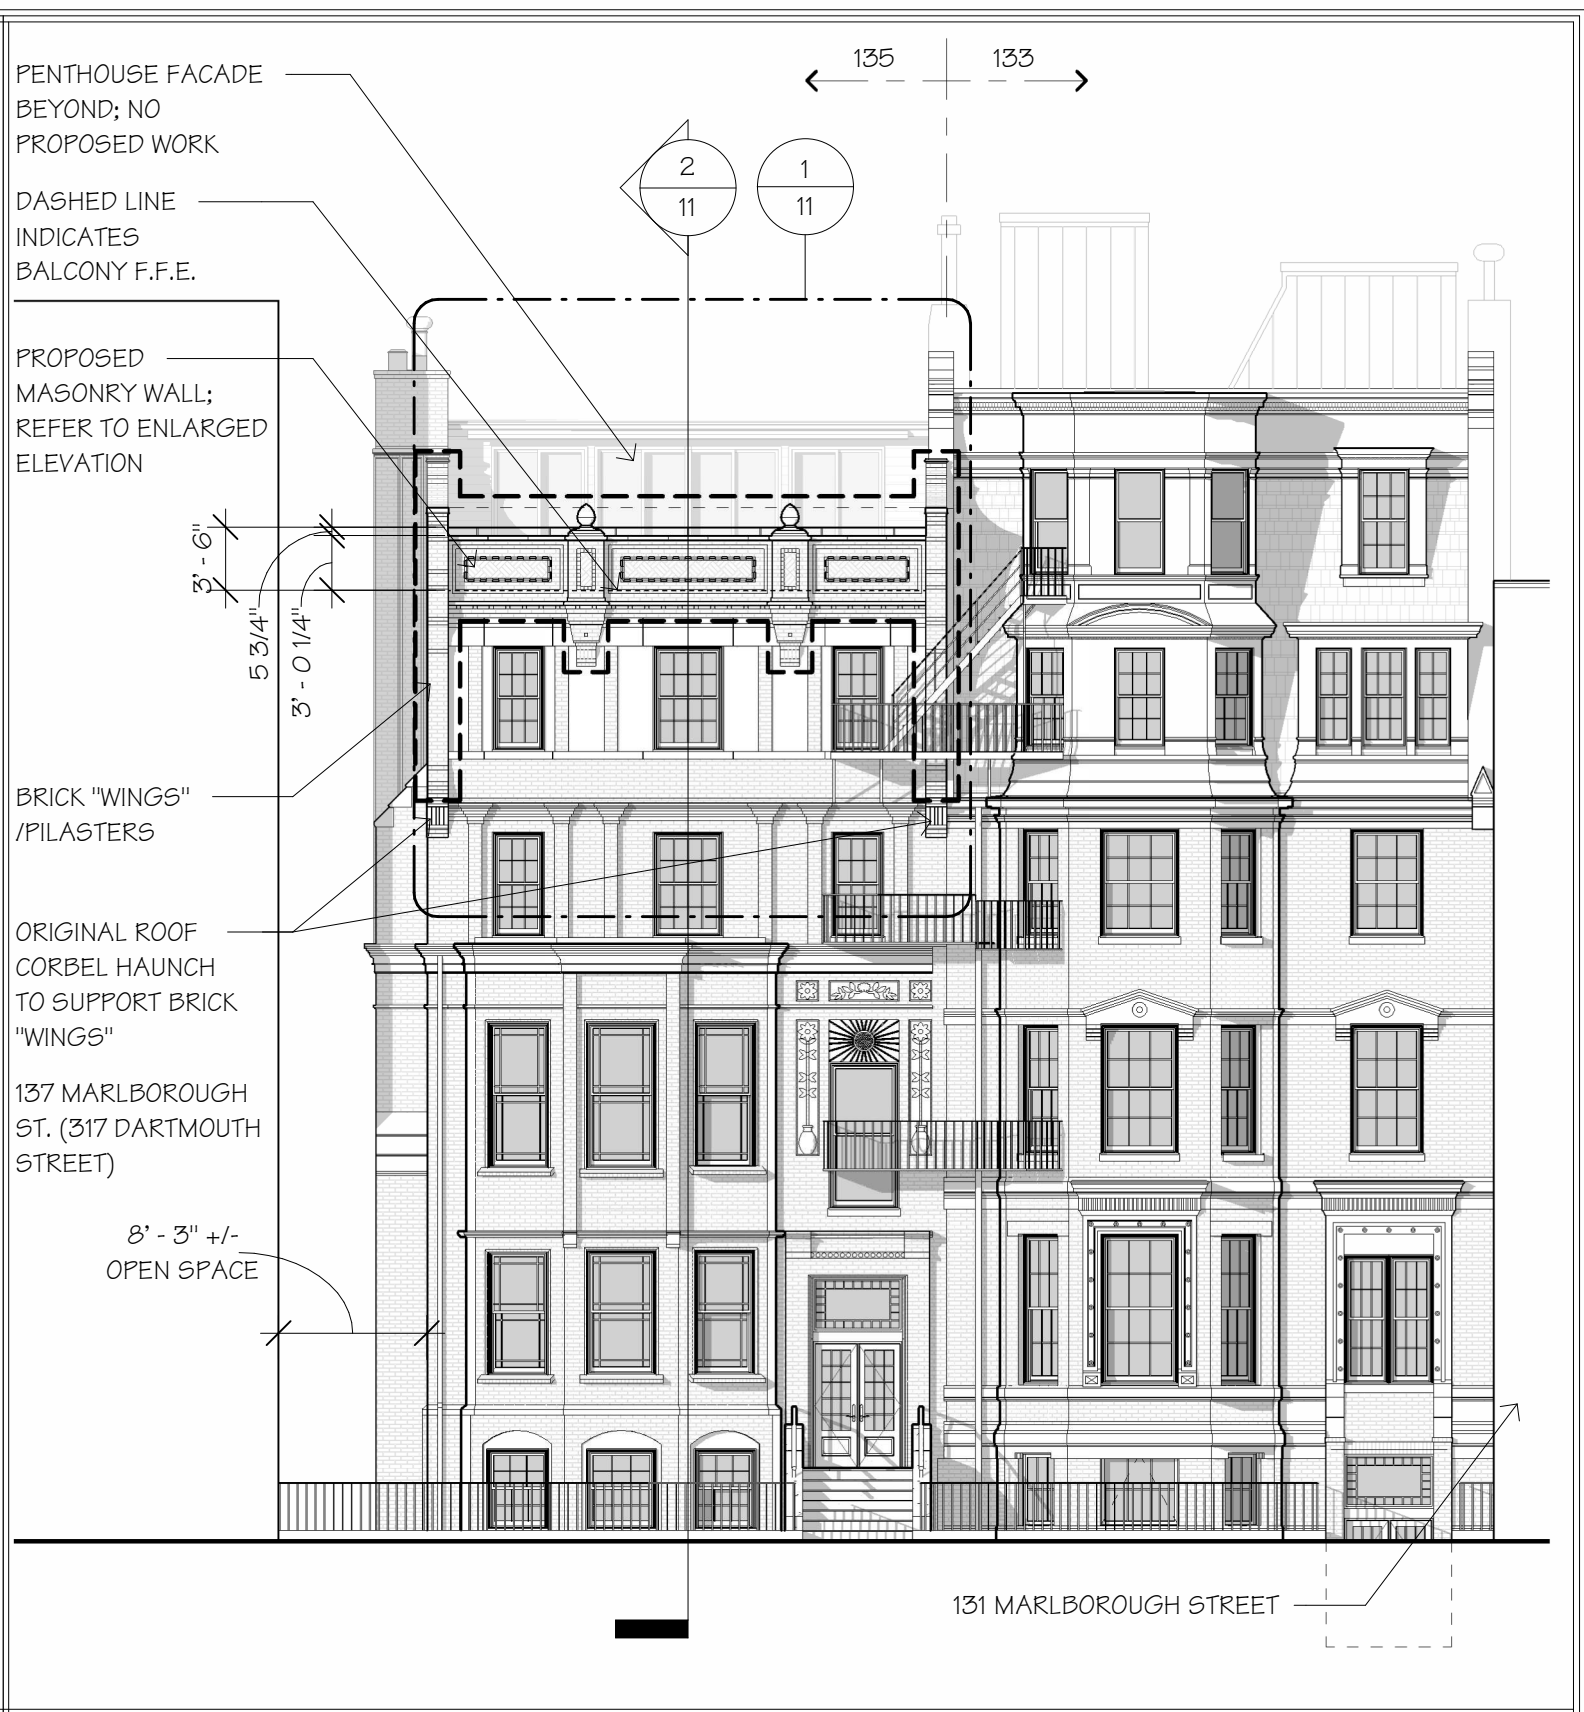 PENTHOUSE FACADE
BEYOND; NO
PROPOSED WORK
DASHED LINE
INDICATES
BALCONY F.F.E.
PROPOSED
MASONRY WALL;
REFER TO ENLARGED
ELEVATION
3' - 6"
5 3/4"
3' - 0 1/4"
BRICK "WINGS"
/PILASTERS
ORIGINAL ROOF
CORBEL HAUNCH
TO SUPPORT BRICK
"WINGS"
137 MARLBOROUGH
ST. (317 DARTMOUTH
STREET)
8' - 3" +/-
OPEN SPACE
135
133
2
11
1
11
131 MARLBOROUGH STREET